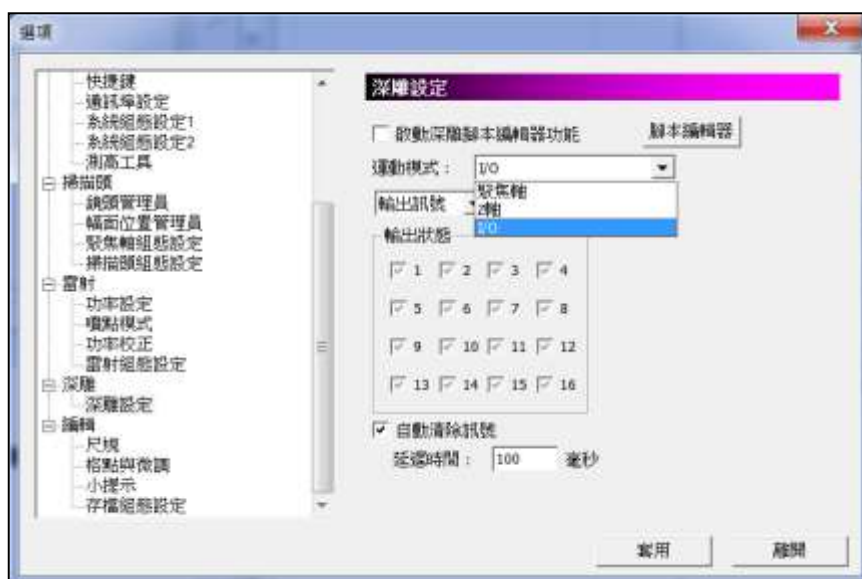 選項
快捷鍵
通訊埠設定
系統組態設定1
系統組態設定2
測高工具
掃描頭
鏡頭管理員
幅面位置管理員
聚焦軸組態設定
掃描頭組態設定
雷射
功率設定
噴點模式
功率校正
雷射組態設定
深雕
深雕設定
編輯
尺規
格點與微調
小提示
存檔組態設定
深雕設定
啟動深雕腳本編輯器功能 腳本編輯器
運動模式： I/O
聚焦軸
Z軸
I/O
輸出訊號
輸出狀態
1 2 3 4
5 6 7 8
9 10 11 12
13 14 15 16
自動清除訊號
延遲時間： 100 毫秒
套用 離開